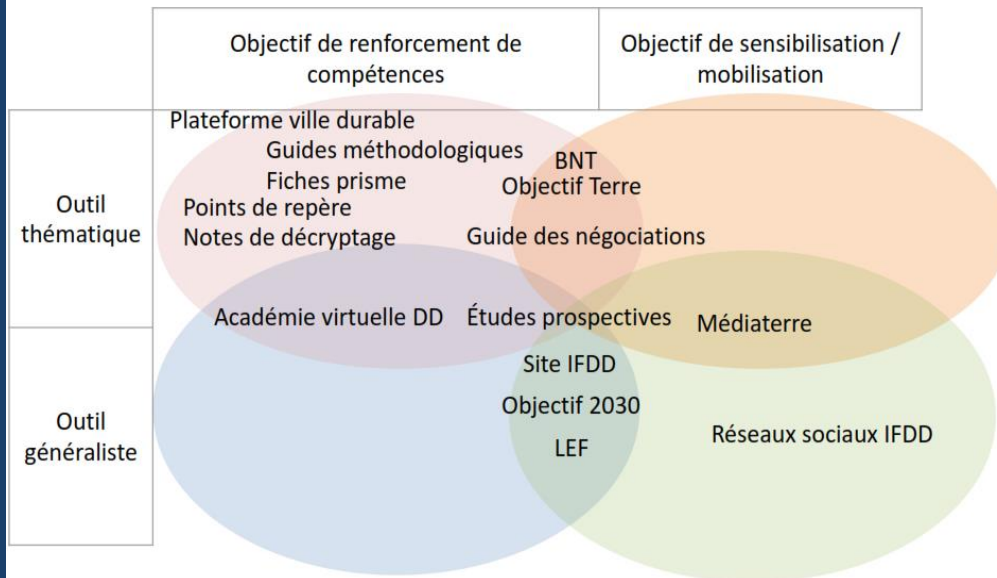 Objectif de renforcement de
compétences
Objectif de sensibilisation /
mobilisation
Outil
thématique
Plateforme ville durable
Guides méthodologiques
Fiches prisme
Points de repère
Notes de décryptage
BNT
Objectif Terre
Guide des négociations
Académie virtuelle DD
Études prospectives
Médiaterre
Outil
généraliste
Site IFDD
Objectif 2030
LEF
Réseaux sociaux IFDD